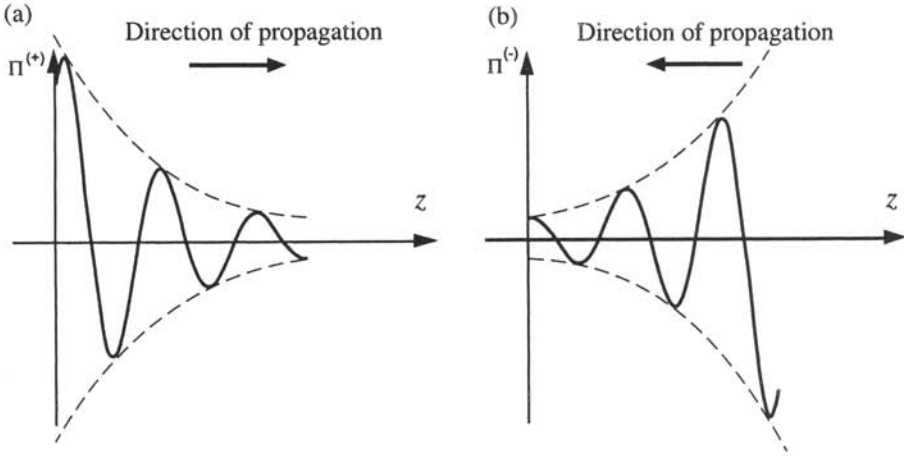 (a)
Direction of propagation
Π(+)
z
(b)
Direction of propagation
Π(-)
z